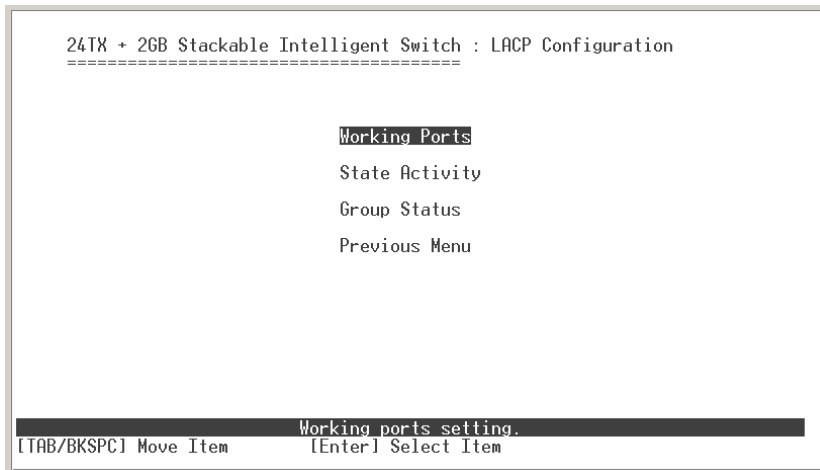 24TX + 2GB Stackable Intelligent Switch : LACP Configuration
=======================================
Working Ports
State Activity
Group Status
Previous Menu
Working ports setting.
[TAB/BKSPC] Move Item [Enter] Select Item